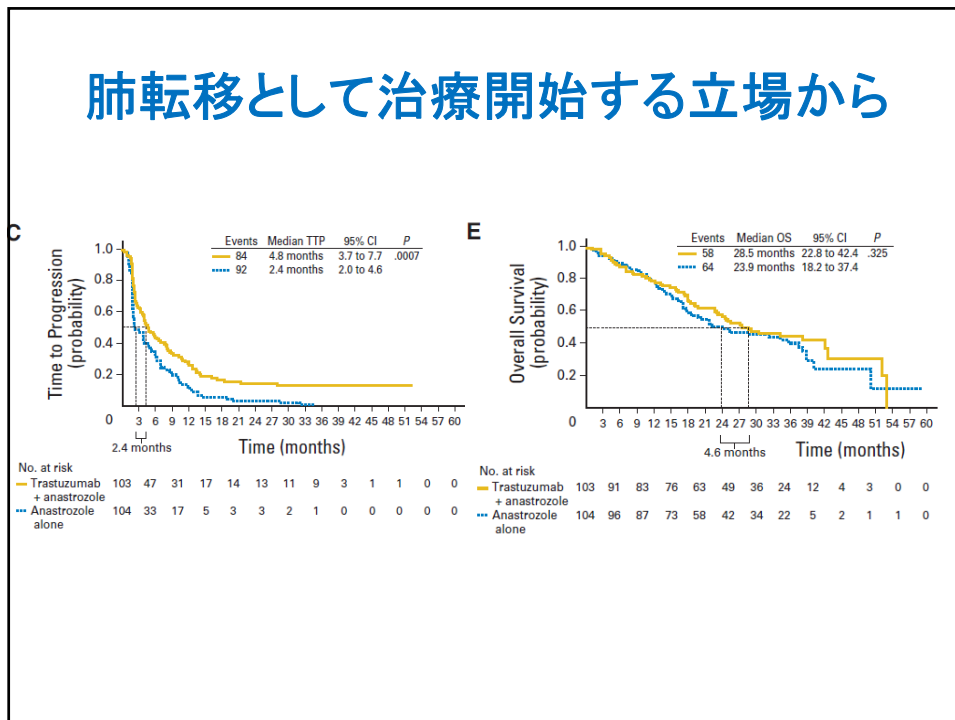 肺転移として治療開始する立場から
C
Time to Progression
(probability)
1.0
0.8
0.6
0.4
0.2
0
Events Median TTP 95% CI P
84 4.8 months 3.7 to 7.7 .0007
92 2.4 months 2.0 to 4.6
3 6 9 12 15 18 21 24 27 30 33 36 39 42 45 48 51 54 57 60
2.4 months
Time (months)
No. at risk
Trastuzumab 103 47 31 17 14 13 11 9 3 1 1 0 0
+ anastrozole
Anastrozole 104 33 17 5 3 3 2 1 0 0 0 0 0
alone
E
Overall Survival
(probability)
1.0
0.8
0.6
0.4
0.2
0
Events Median OS 95% CI P
58 28.5 months 22.8 to 42.4 .325
64 23.9 months 18.2 to 37.4
3 6 9 12 15 18 21 24 27 30 33 36 39 42 45 48 51 54 57 60
4.6 months
Time (months)
No. at risk
Trastuzumab 103 91 83 76 63 49 36 24 12 4 3 0 0
+ anastrozole
Anastrozole 104 96 87 73 58 42 34 22 5 2 1 1 0
alone